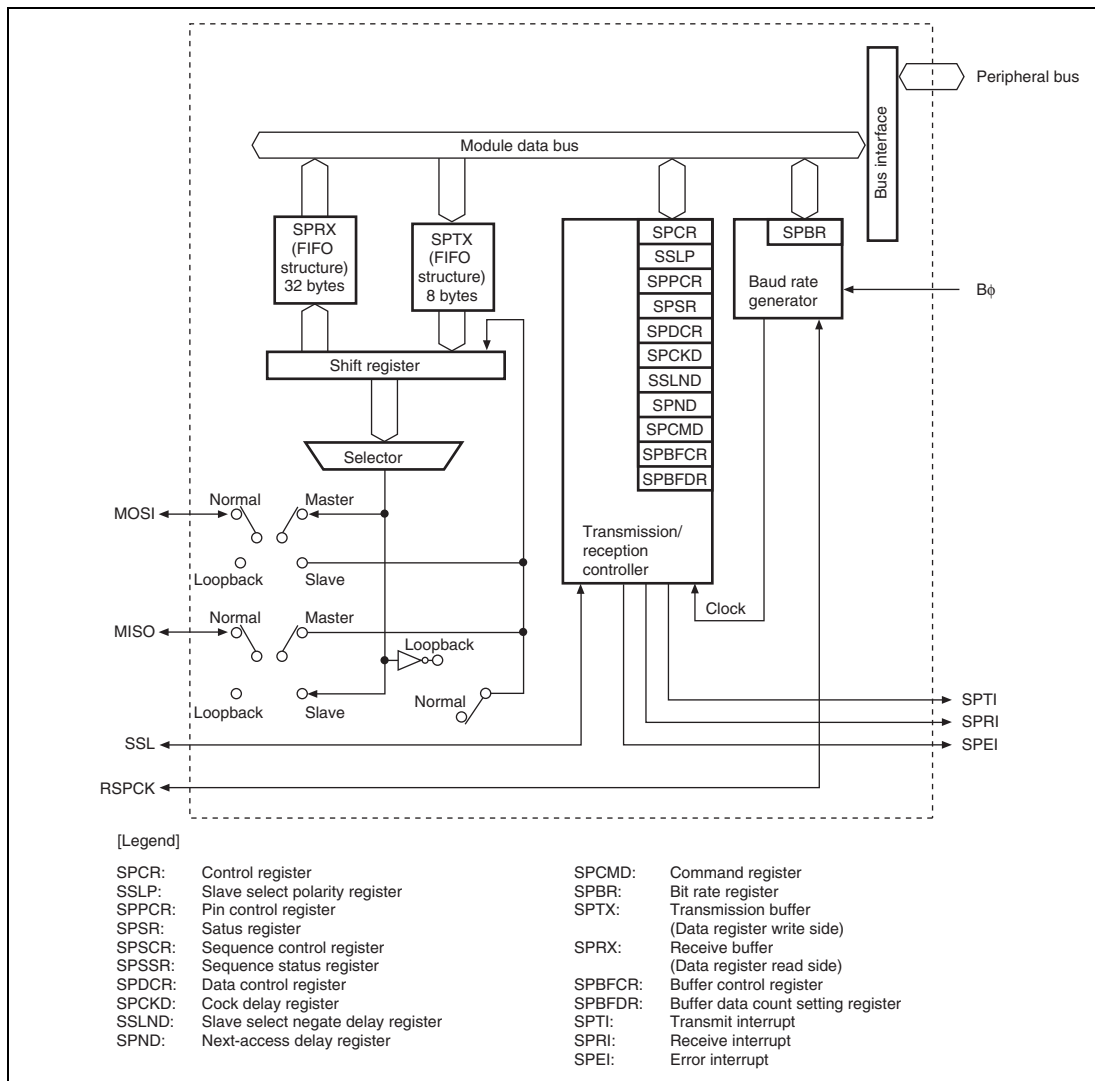 Peripheral bus
Bus interface
Module data bus
SPRX
(FIFO
structure)
32 bytes
SPTX
(FIFO
structure)
8 bytes
SPCR
SSLP
SPPCR
SPSR
SPDCR
SPCKD
SSLND
SPND
SPCMD
SPBFCR
SPBFDR
Transmission/
reception
controller
SPBR
Baud rate
generator
Bϕ
Shift register
Selector
Clock
MOSI
Normal
Master
Loopback
Slave
MISO
Normal
Master
Loopback
Loopback
Slave
Normal
SSL
RSPCK
SPTI
SPRI
SPEI
[Legend]
SPCR: Control register
SSLP: Slave select polarity register
SPPCR: Pin control register
SPSR: Satus register
SPSCR: Sequence control register
SPSSR: Sequence status register
SPDCR: Data control register
SPCKD: Cock delay register
SSLND: Slave select negate delay register
SPND: Next-access delay register
SPCMD: Command register
SPBR: Bit rate register
SPTX: Transmission buffer
(Data register write side)
SPRX: Receive buffer
(Data register read side)
SPBFCR: Buffer control register
SPBFDR: Buffer data count setting register
SPTI: Transmit interrupt
SPRI: Receive interrupt
SPEI: Error interrupt